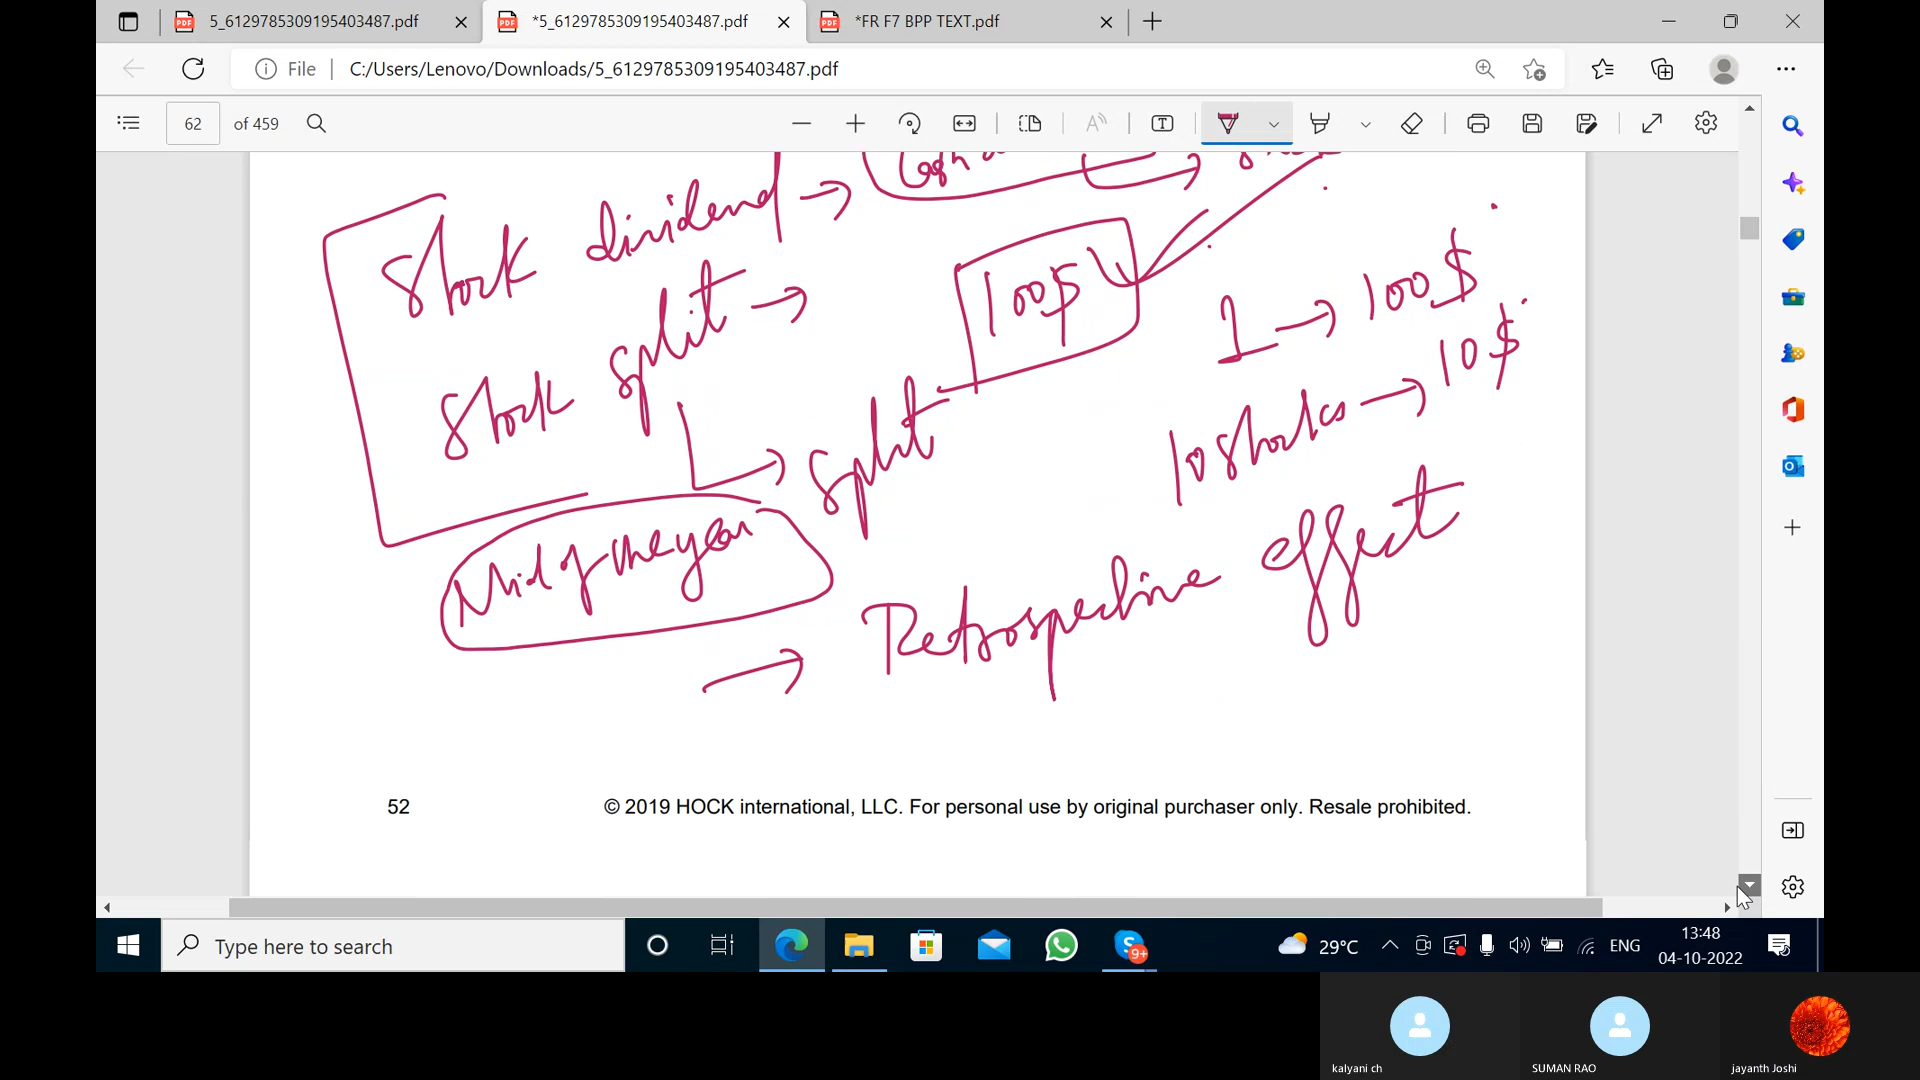 5_6129785309195403487.pdf
*5_6129785309195403487.pdf
*FR F7 BPP TEXT.pdf
File
C:/Users/Lenovo/Downloads/5_6129785309195403487.pdf
62 of 459
Stock dividend →
Stock split →
100$
1 → 100$
10 → 10$
split
Mid of the year
→ Retrospective effect
52
© 2019 HOCK international, LLC. For personal use by original purchaser only. Resale prohibited.
Type here to search
9+
29°C
ENG
13:48
04-10-2022
kalyani ch
SUMAN RAO
jayanth Joshi